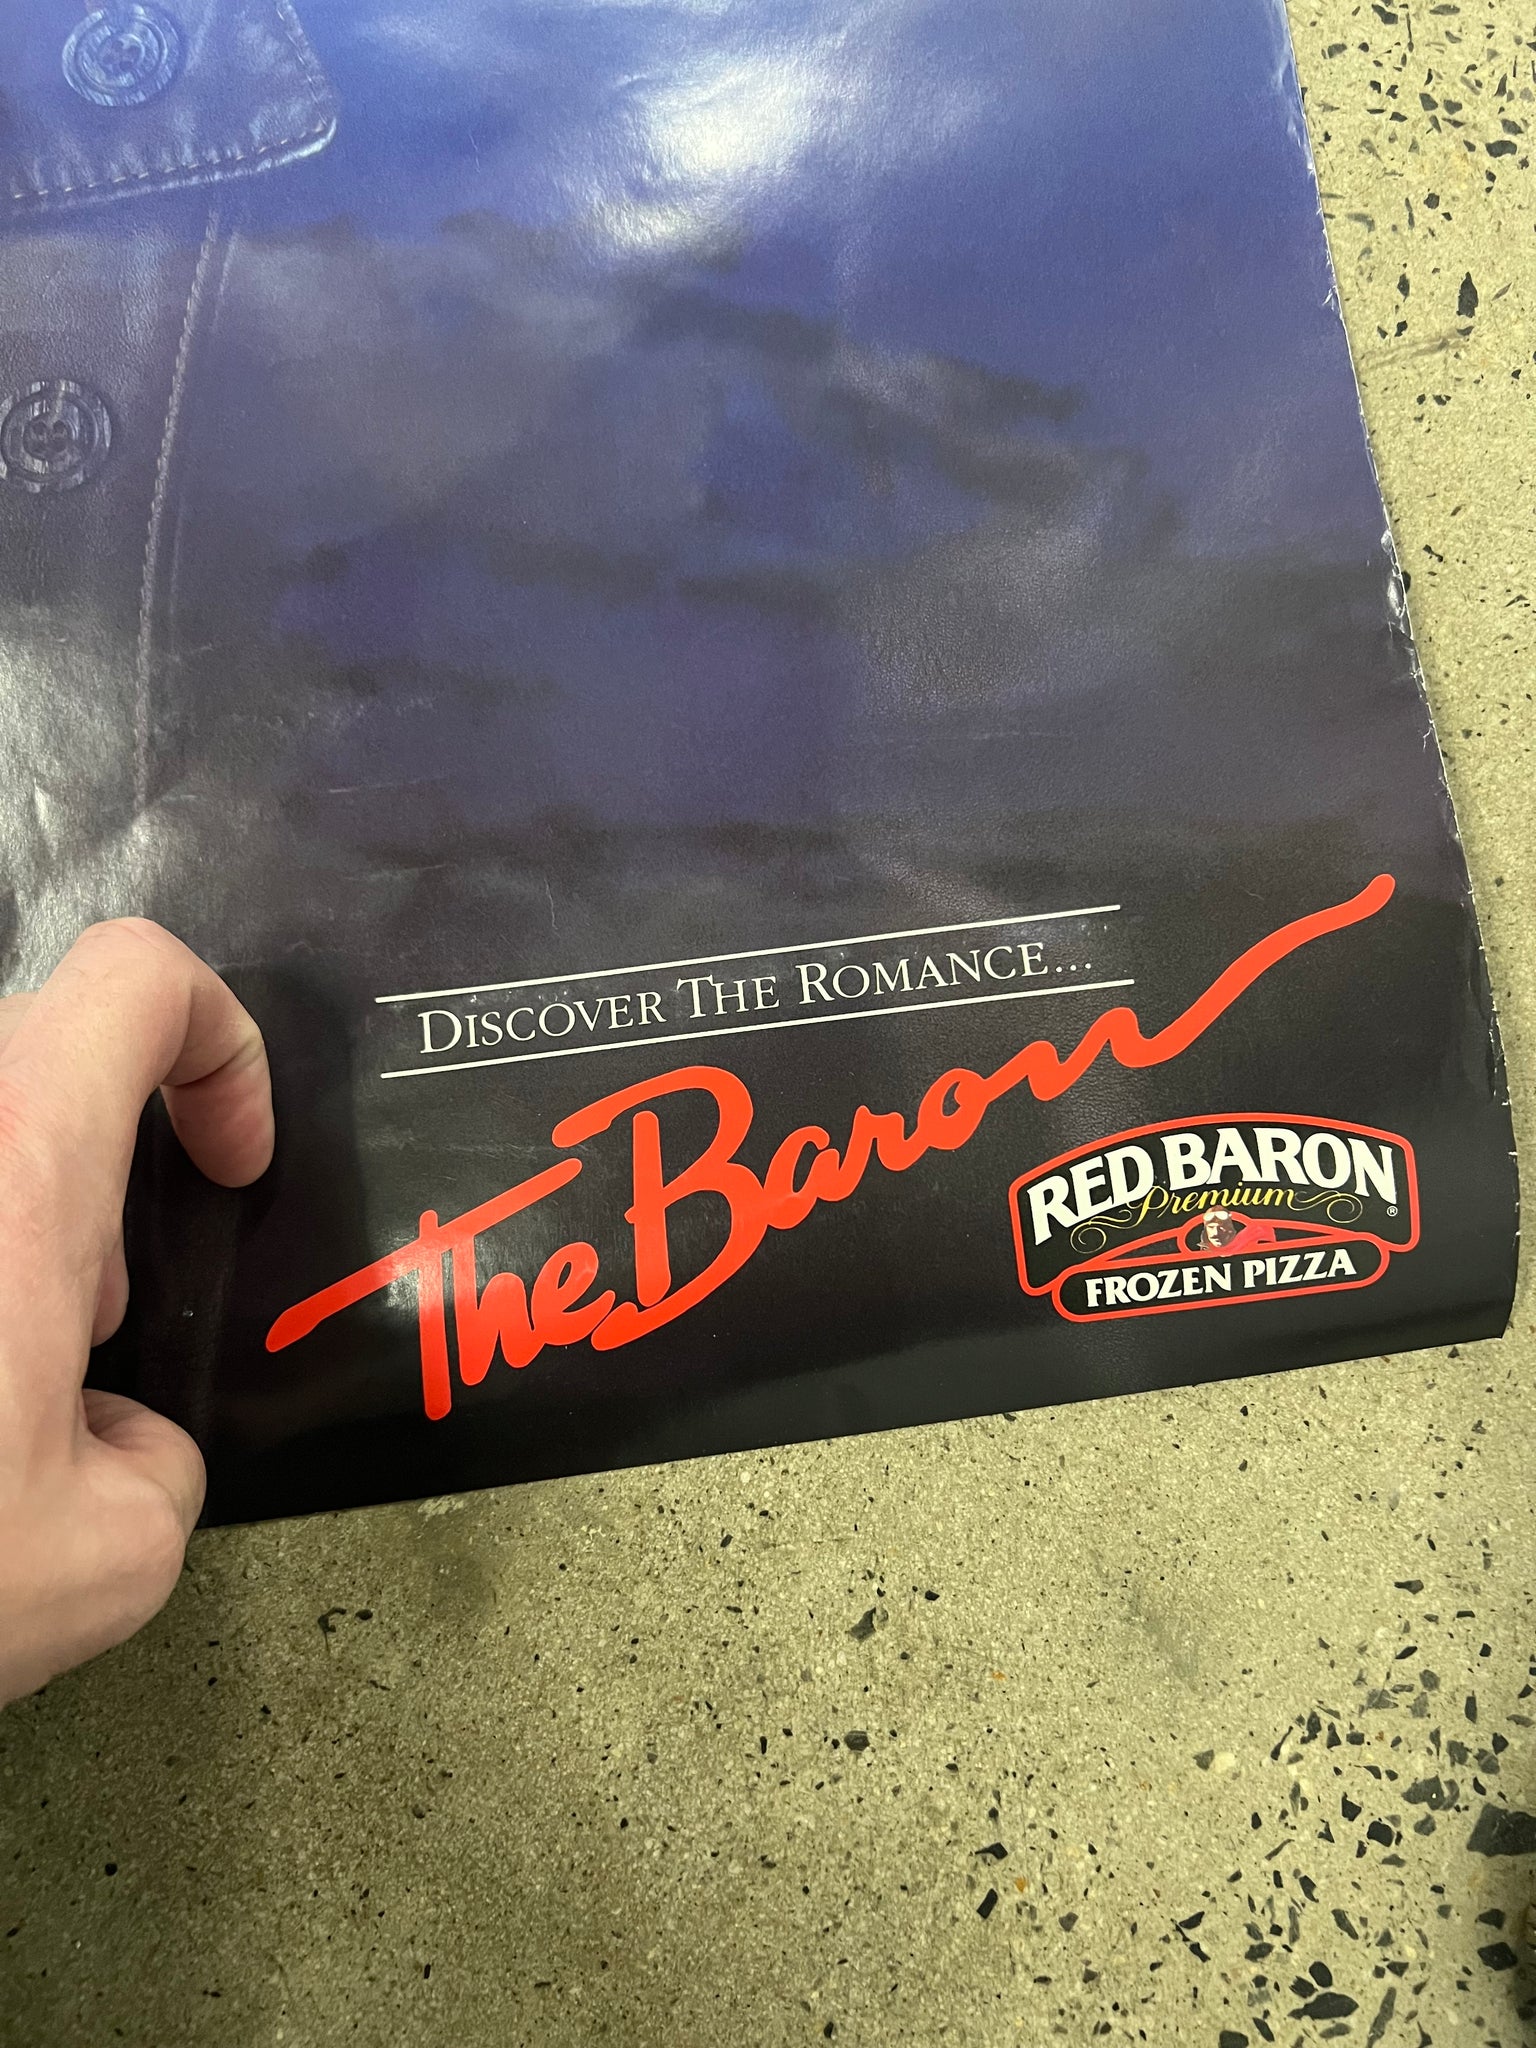 DISCOVER THE ROMANCE...
The Baron
RED BARON
Premium
®
FROZEN PIZZA